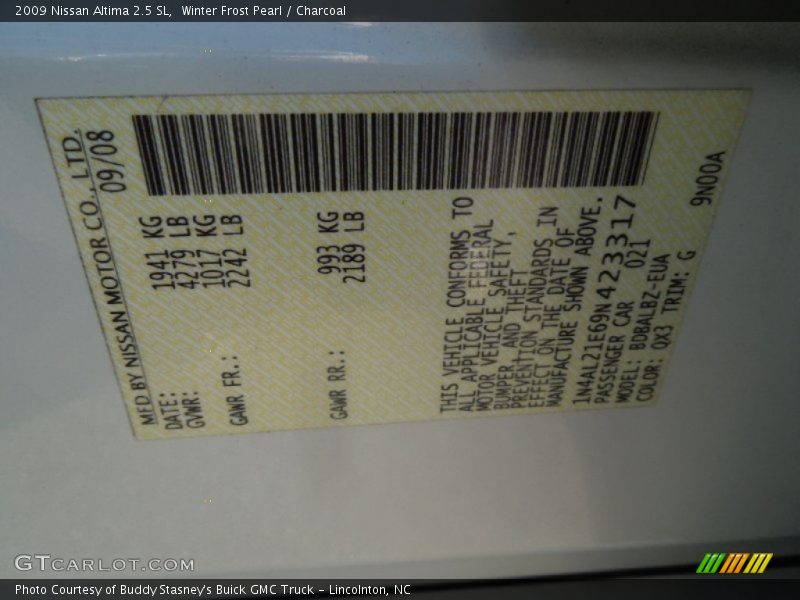 2009 Nissan Altima 2.5 SL,  Winter Frost Pearl / Charcoal
MFD BY NISSAN MOTOR CO., LTD.
DATE: 09/08
GVWR: 1941 KG
4279 LB
GAWR FR.: 1017 KG
2242 LB
GAWR RR.: 993 KG
2189 LB
THIS VEHICLE CONFORMS TO
ALL APPLICABLE FEDERAL
MOTOR VEHICLE SAFETY,
BUMPER, AND THEFT
PREVENTION STANDARDS IN
EFFECT ON THE DATE OF
MANUFACTURE SHOWN ABOVE.
1N4AL21E69N423317
PASSENGER CAR 021
MODEL: BDBALBZ-EUA
COLOR: QX3 TRIM: G
9N00A
GTCARLOT.COM
Photo Courtesy of Buddy Stasney's Buick GMC Truck – Lincolnton, NC